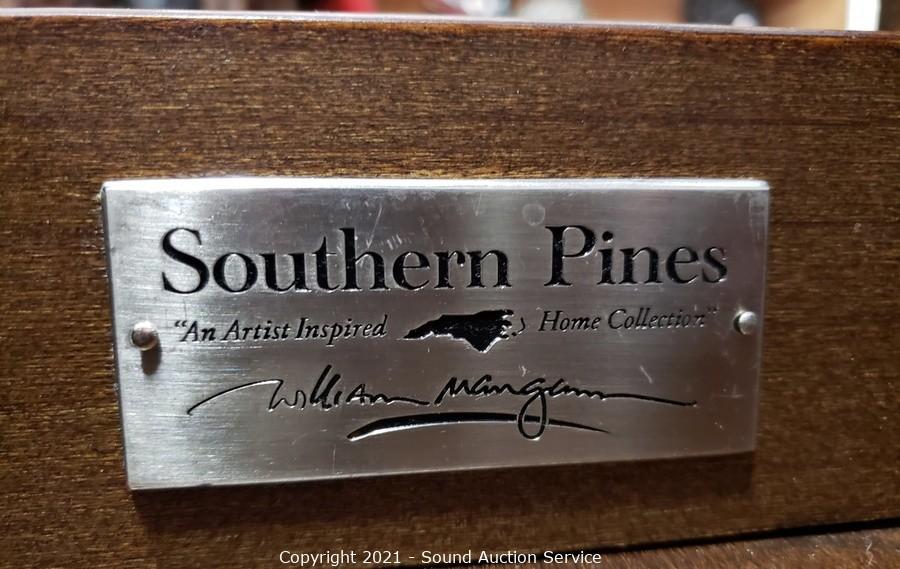 Southern Pines
“An Artist Inspired Home Collection”
William Mangum
Copyright 2021 - Sound Auction Service